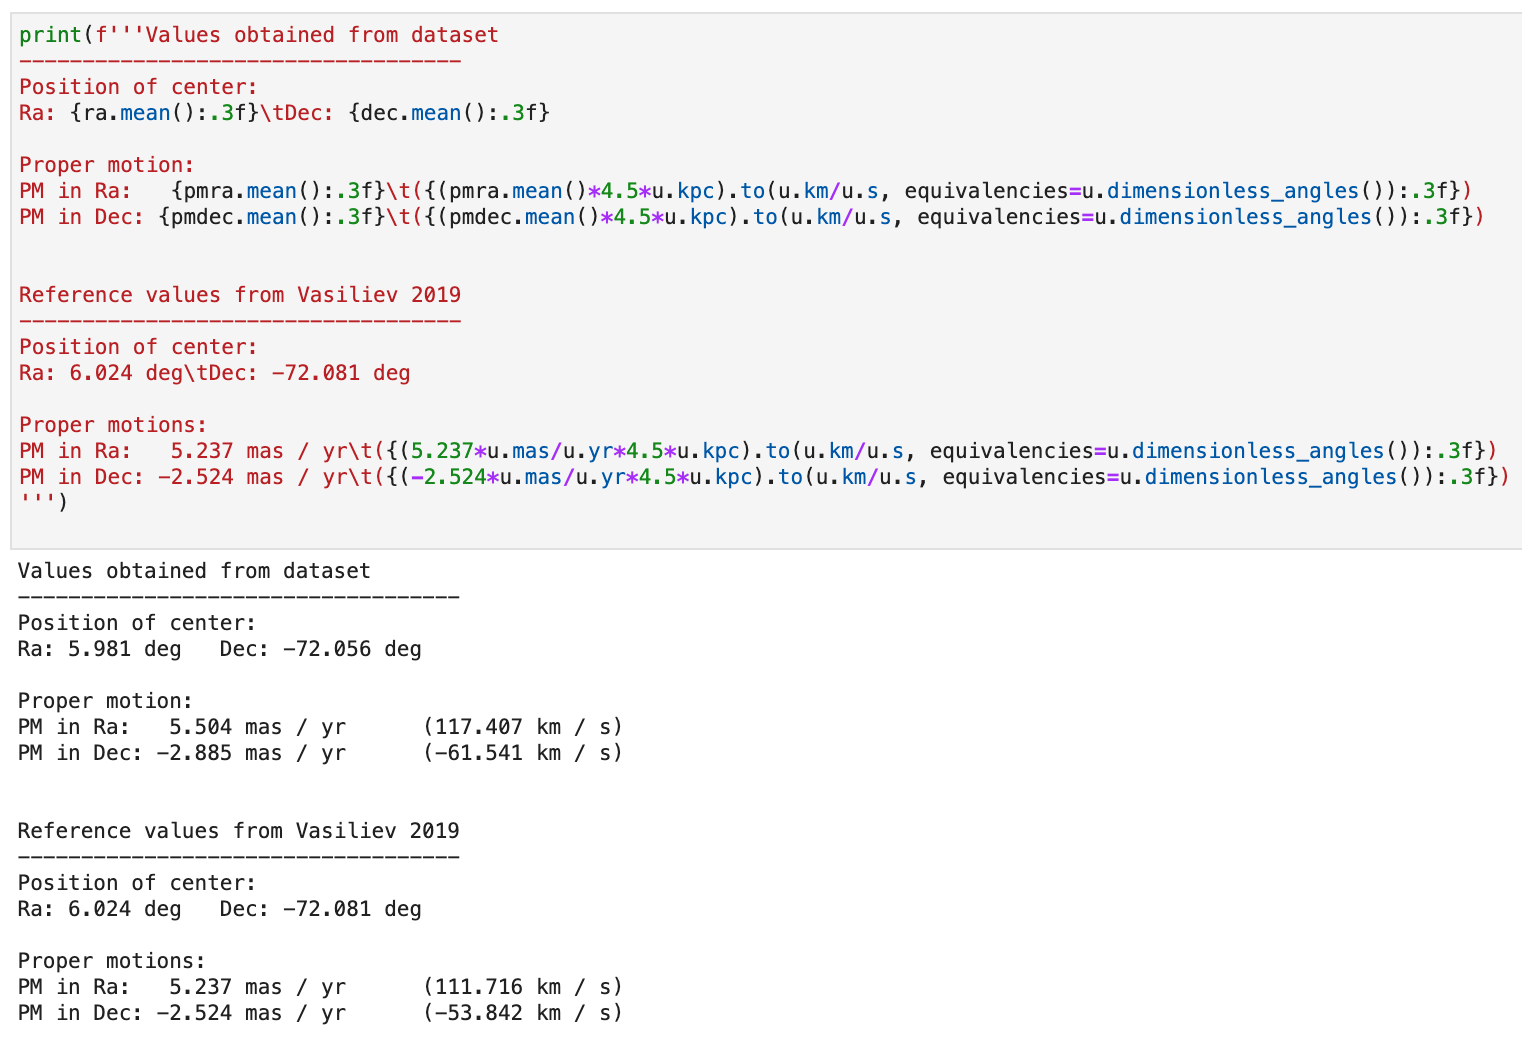 print(f'''Values obtained from dataset
-----------------------------------
Position of center:
Ra: {ra.mean():.3f}\tDec: {dec.mean():.3f}
Proper motion:
PM in Ra:   {pmra.mean():.3f}\t({(pmra.mean()*4.5*u.kpc).to(u.km/u.s, equivalencies=u.dimensionless_angles()):.3f})
PM in Dec: {pmdec.mean():.3f}\t({(pmdec.mean()*4.5*u.kpc).to(u.km/u.s, equivalencies=u.dimensionless_angles()):.3f})
Reference values from Vasiliev 2019
-----------------------------------
Position of center:
Ra: 6.024 deg\tDec: -72.081 deg
Proper motions:
PM in Ra:   5.237 mas / yr\t({(5.237*u.mas/u.yr*4.5*u.kpc).to(u.km/u.s, equivalencies=u.dimensionless_angles()):.3f})
PM in Dec: -2.524 mas / yr\t({(-2.524*u.mas/u.yr*4.5*u.kpc).to(u.km/u.s, equivalencies=u.dimensionless_angles()):.3f})
''')
Values obtained from dataset
-----------------------------------
Position of center:
Ra: 5.981 deg   Dec: -72.056 deg
Proper motion:
PM in Ra:   5.504 mas / yr      (117.407 km / s)
PM in Dec: -2.885 mas / yr      (-61.541 km / s)
Reference values from Vasiliev 2019
-----------------------------------
Position of center:
Ra: 6.024 deg   Dec: -72.081 deg
Proper motions:
PM in Ra:   5.237 mas / yr      (111.716 km / s)
PM in Dec: -2.524 mas / yr      (-53.842 km / s)